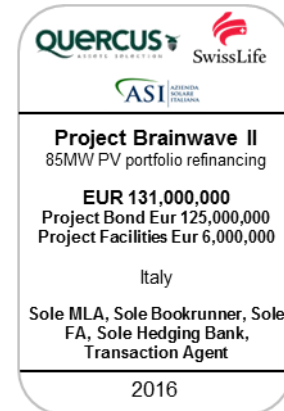 QUERCUS
ASSETS SELECTION
SwissLife
ASI AZIENDA
SOLARE
ITALIANA
Project Brainwave II
85MW PV portfolio refinancing
EUR 131,000,000
Project Bond Eur 125,000,000
Project Facilities Eur 6,000,000
Italy
Sole MLA, Sole Bookrunner, Sole
FA, Sole Hedging Bank,
Transaction Agent
2016